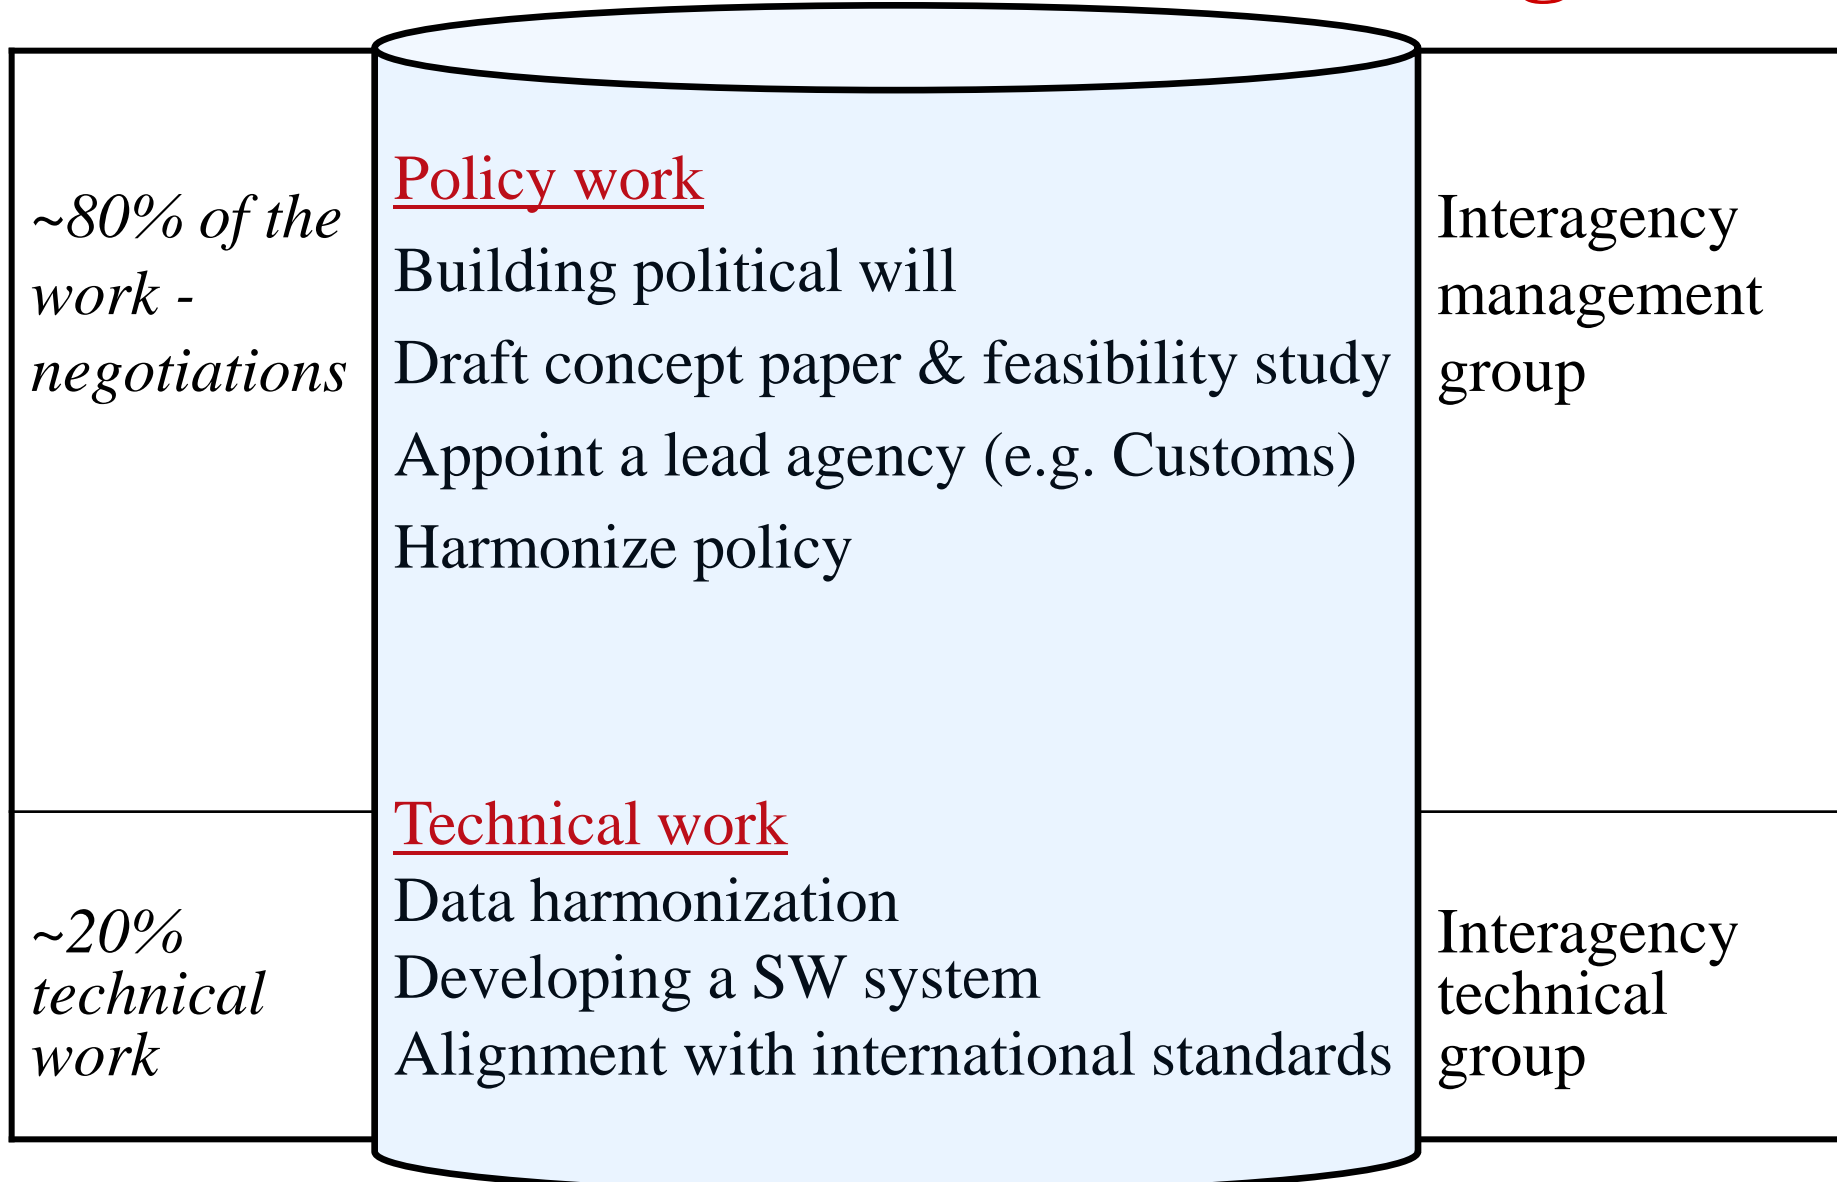 ~80% of the
work -
negotiations
Policy work
Building political will
Draft concept paper & feasibility study
Appoint a lead agency (e.g. Customs)
Harmonize policy
Interagency
management
group
~20%
technical
work
Technical work
Data harmonization
Developing a SW system
Alignment with international standards
Interagency
technical
group